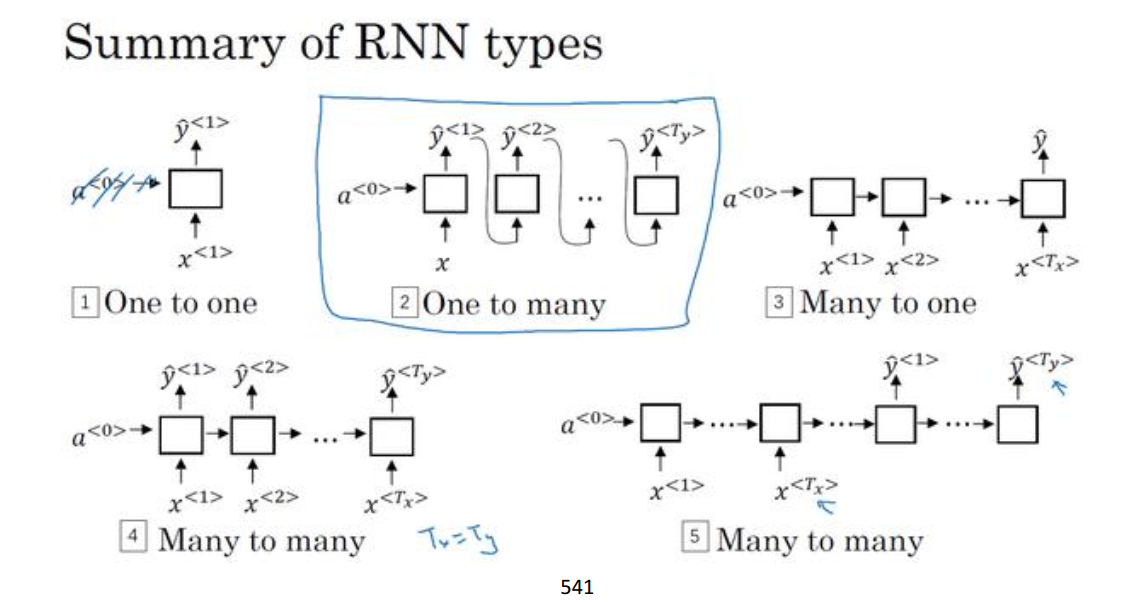 Summary of RNN types
ŷ<1>
a<0>
x<1>
1 One to one
ŷ<1> ŷ<2> ŷ<Ty>
a<0> ...
x
2 One to many
ŷ
a<0> ...
x<1> x<2> x<Tx>
3 Many to one
ŷ<1> ŷ<2> ŷ<Ty>
a<0> ...
x<1> x<2> x<Tx>
4 Many to many Tx=Ty
ŷ<1> ŷ<Ty>
a<0> ... ... ...
x<1> x<Tx>
5 Many to many
541